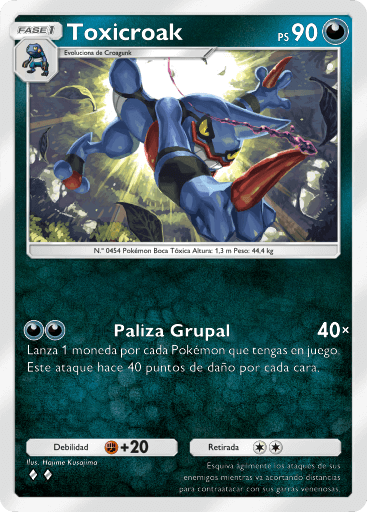 FASE 1
Toxicroak
PS 90
Evoluciona de Croagunk
N.º 0454 Pokémon Boca Tóxica Altura: 1,3 m Peso: 44,4 kg
Paliza Grupal 40×
Lanza 1 moneda por cada Pokémon que tengas en juego.
Este ataque hace 40 puntos de daño por cada cara.
Debilidad +20 Retirada
Ilus. Hajime Kusajima
Esquiva ágilmente los ataques de sus
enemigos mientras va acortando distancias
para contraatacar con sus garras venenosas.